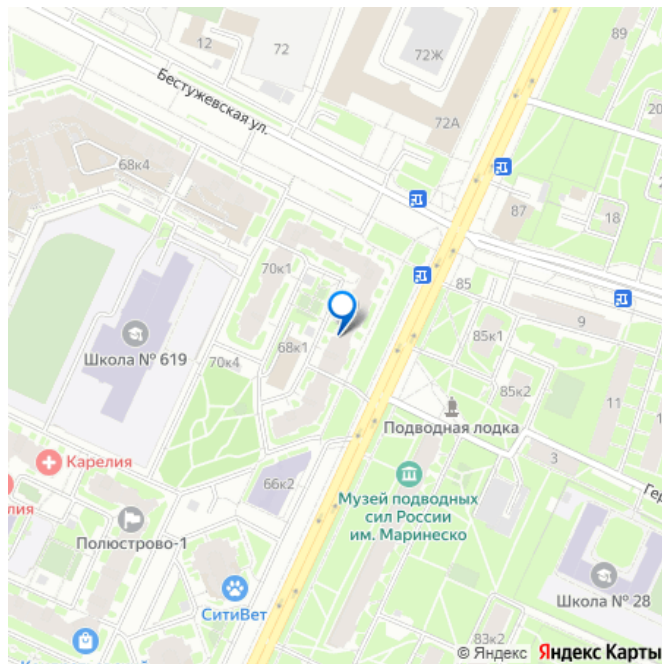 89
12
72
72Ж
20
Бестужевская ул.
72А
68к4
87
18
70к1
85
9
85к1
68к1
Школа № 619
70к4
85к2
11
Подводная лодка
Карелия
3
66к2
Музей подводных
сил России
им. Маринеско
лия
Гер
Полюстрово-1
Школа № 28
СитиВет
83к2
© Яндекс Яндекс Карты